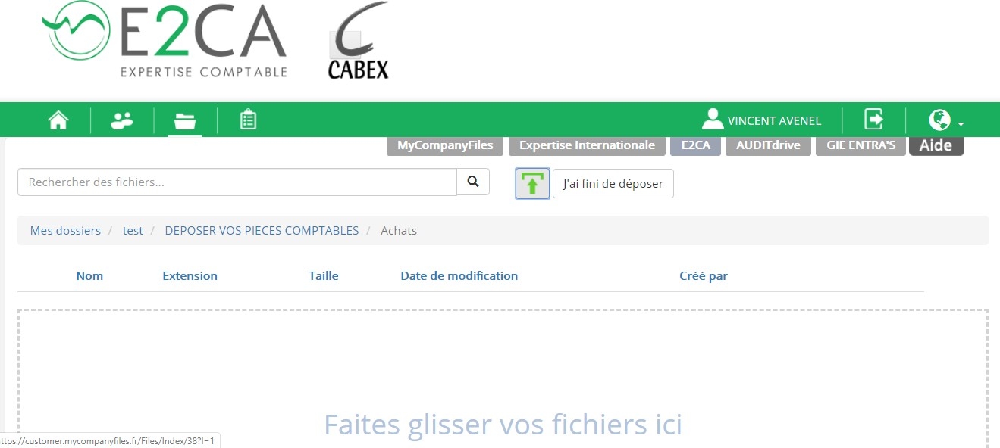 E2CA
EXPERTISE COMPTABLE
CABEX
VINCENT AVENEL
MyCompanyFiles Expertise Internationale E2CA AUDITdrive GIE ENTRA'S Aide
Rechercher des fichiers... J'ai fini de déposer
Mes dossiers / test / DEPOSER VOS PIECES COMPTABLES / Achats
Nom Extension Taille Date de modification Créé par
Faites glisser vos fichiers ici
ttps://customer.mycompanyfiles.fr/Files/Index/38?l=1